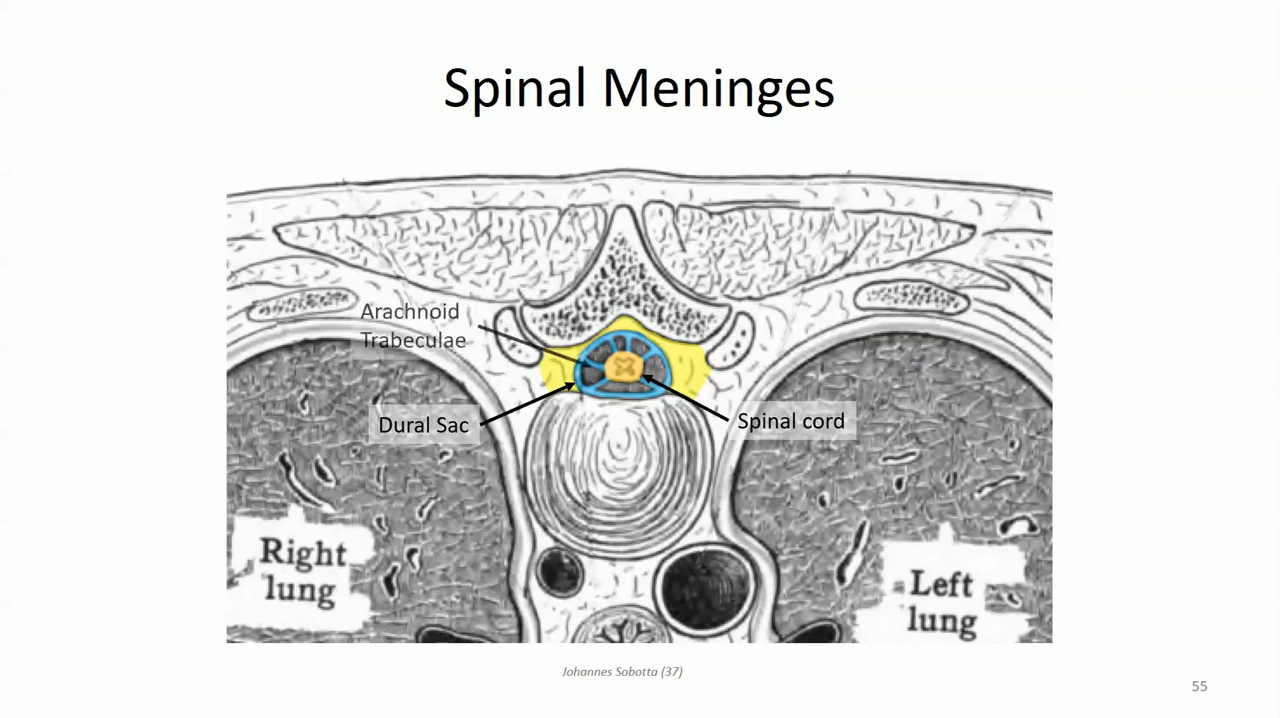 Spinal Meninges
Arachnoid
Trabeculae
Dural Sac
Spinal cord
Right
lung
Left
lung
Johannes Sobotta (37)
55